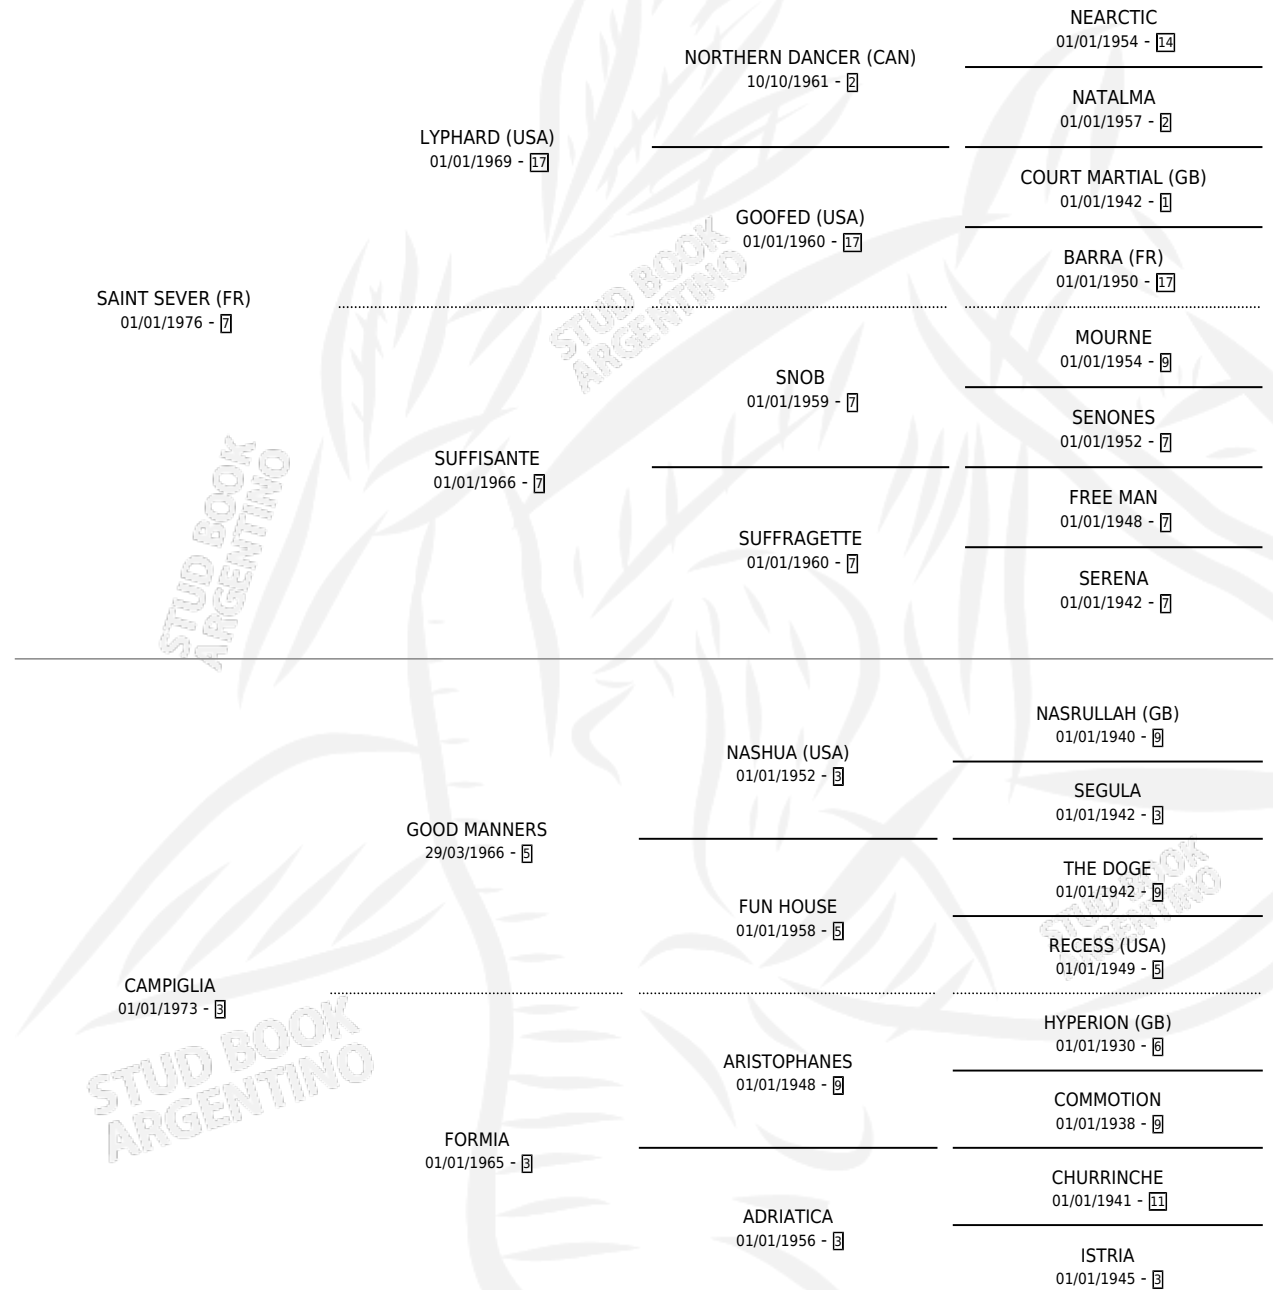 NEARCTIC
01/01/1954 - 14
NORTHERN DANCER (CAN)
10/10/1961 - 2
NATALMA
01/01/1957 - 2
LYPHARD (USA)
01/01/1969 - 17
COURT MARTIAL (GB)
01/01/1942 - 1
GOOFED (USA)
01/01/1960 - 17
BARRA (FR)
01/01/1950 - 17
SAINT SEVER (FR)
01/01/1976 - 7
STUD BOOK
ARGENTINO
MOURNE
01/01/1954 - 9
SNOB
01/01/1959 - 7
SENONES
01/01/1952 - 7
SUFFISANTE
01/01/1966 - 7
FREE MAN
01/01/1948 - 7
SUFFRAGETTE
01/01/1960 - 7
SERENA
01/01/1942 - 7
STUD BOOK
ARGENTINO
NASRULLAH (GB)
01/01/1940 - 9
NASHUA (USA)
01/01/1952 - 3
SEGULA
01/01/1942 - 3
GOOD MANNERS
29/03/1966 - 5
THE DOGE
01/01/1942 - 9
FUN HOUSE
01/01/1958 - 5
STUD BOOK
ARGENTINO
RECESS (USA)
01/01/1949 - 5
CAMPIGLIA
01/01/1973 - 3
STUD BOOK
ARGENTINO
HYPERION (GB)
01/01/1930 - 6
ARISTOPHANES
01/01/1948 - 9
COMMOTION
01/01/1938 - 9
FORMIA
01/01/1965 - 3
CHURRINCHE
01/01/1941 - 11
ADRIATICA
01/01/1956 - 3
ISTRIA
01/01/1945 - 3